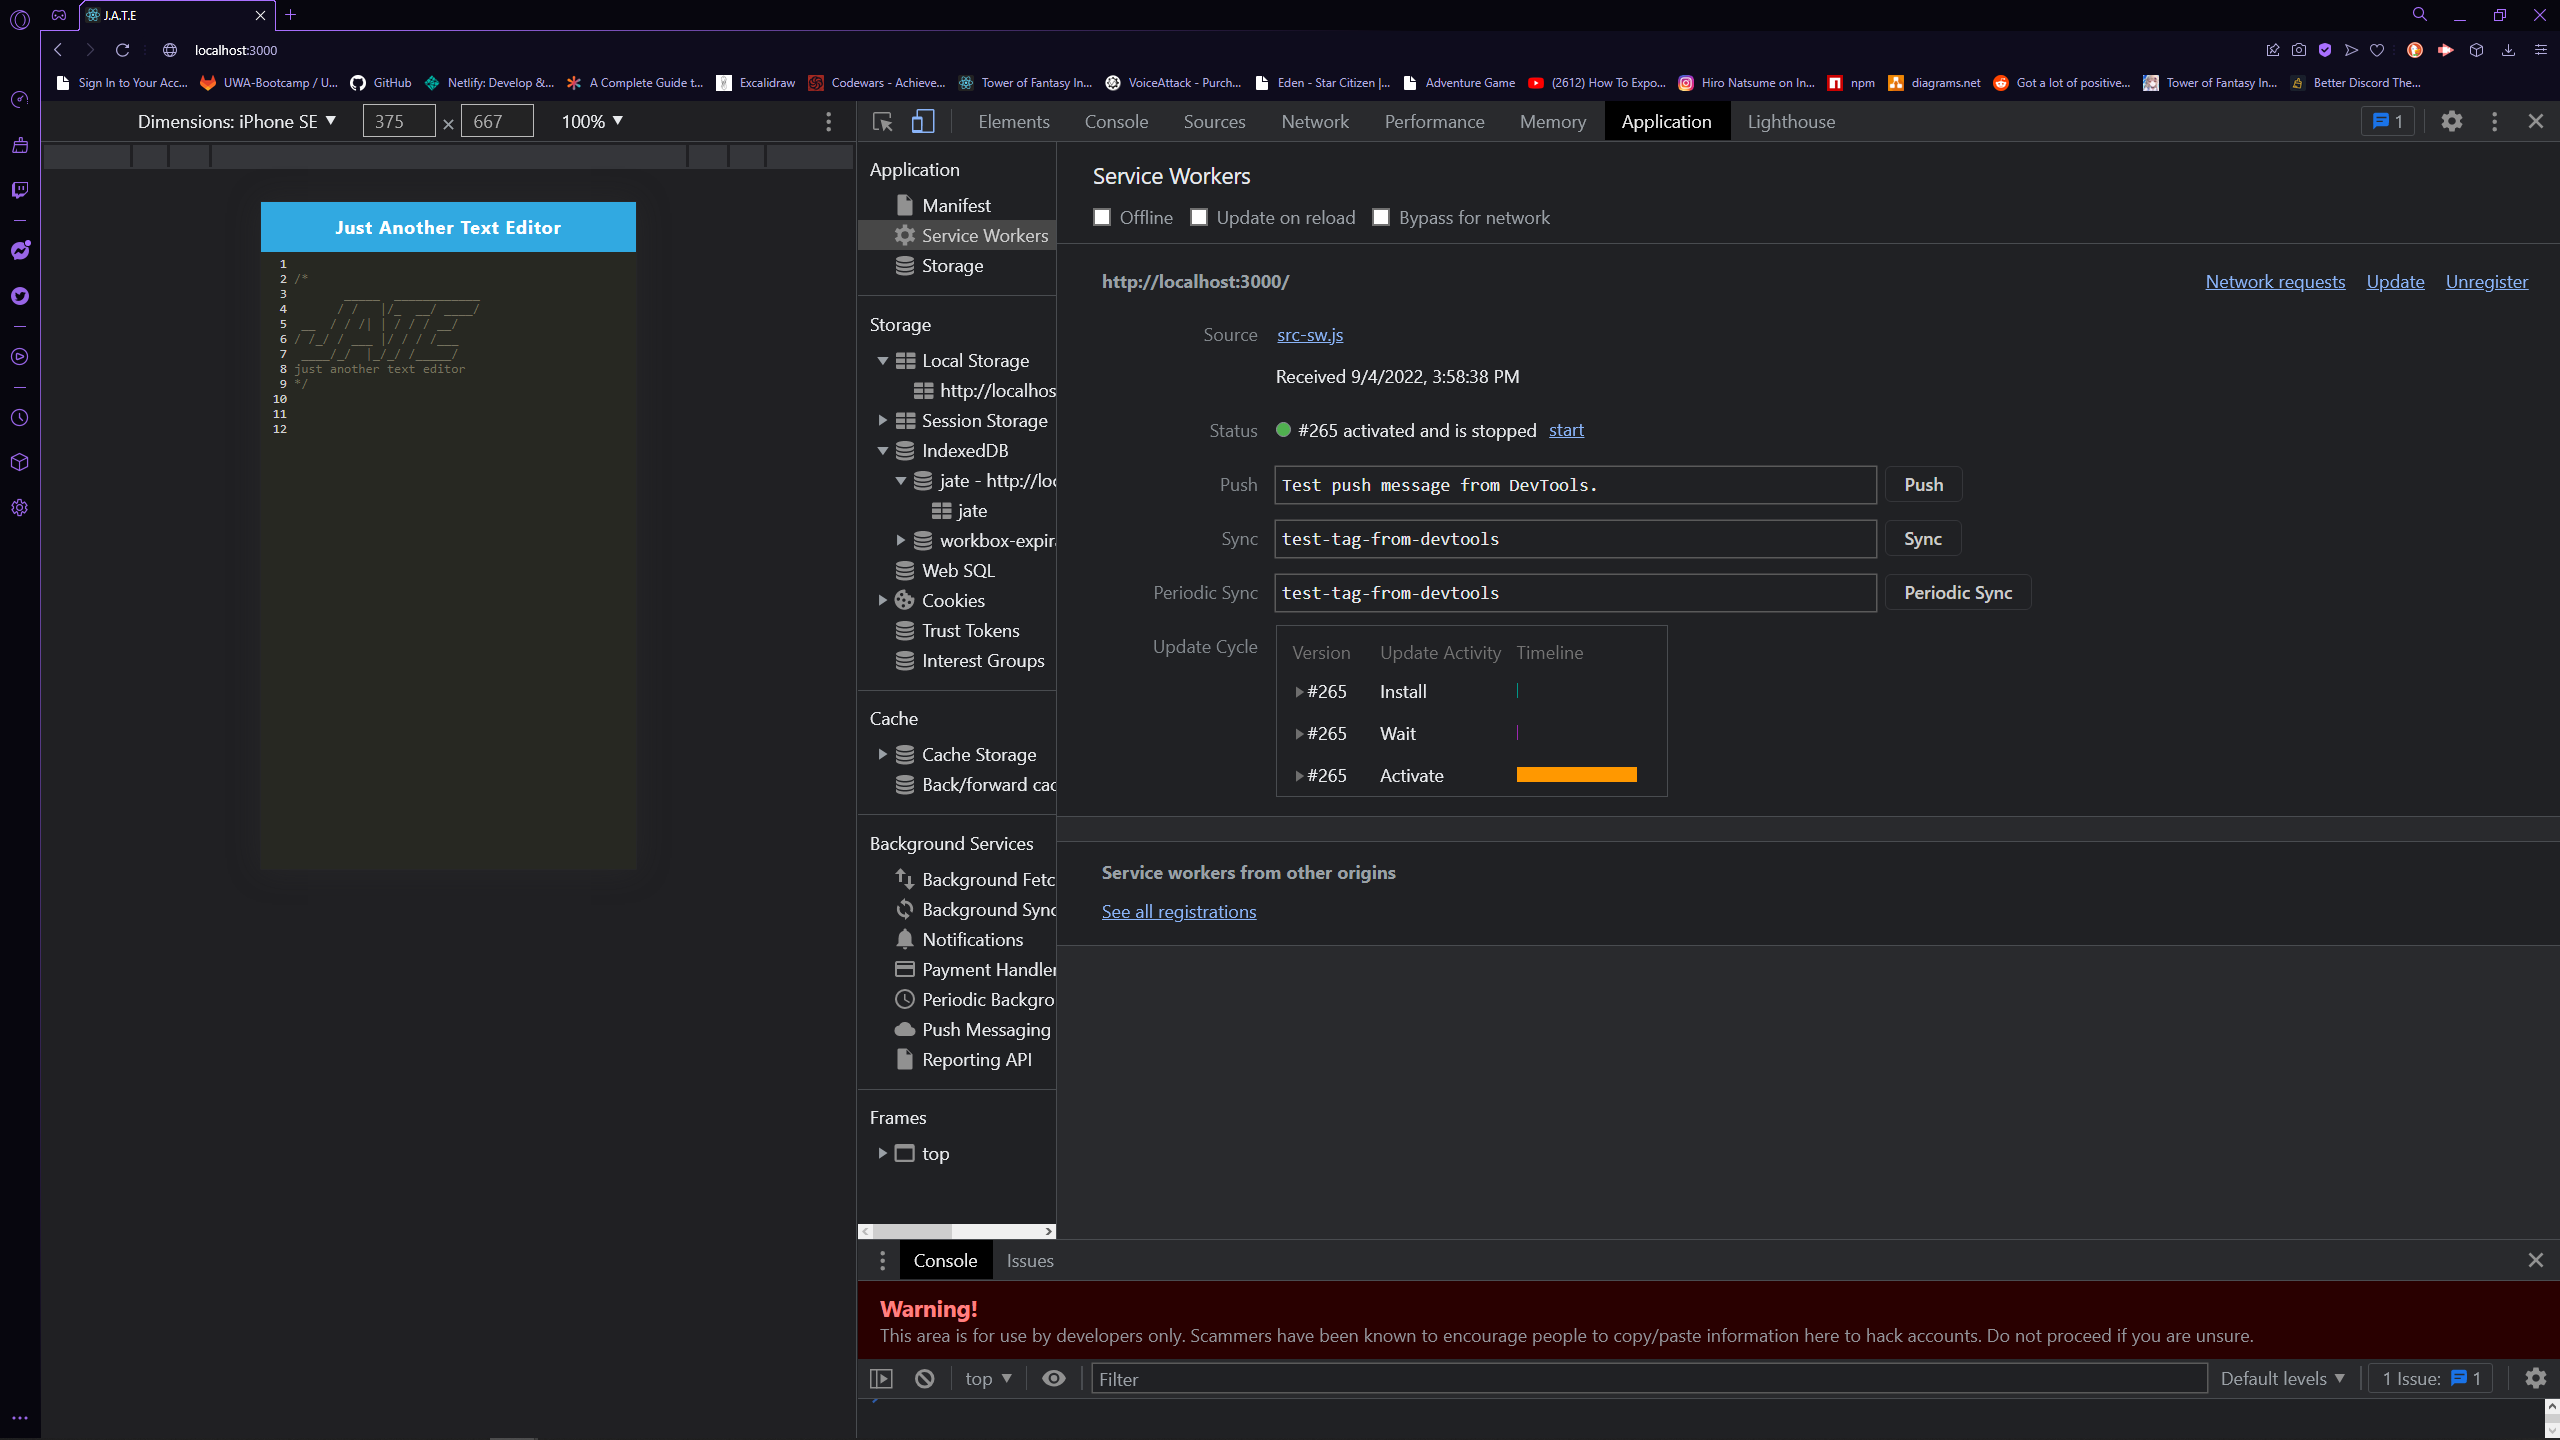 J.A.T.E
localhost:3000
Sign In to Your Acc...
UWA-Bootcamp / U...
GitHub
Netlify: Develop &...
A Complete Guide t...
Excalidraw
Codewars - Achieve...
Tower of Fantasy In...
VoiceAttack - Purch...
Eden - Star Citizen |...
Adventure Game
(2612) How To Expo...
Hiro Natsume on In...
npm
diagrams.net
Got a lot of positive...
Tower of Fantasy In...
Better Discord The...
Dimensions: iPhone SE
375 × 667
100%
Elements
Console
Sources
Network
Performance
Memory
Application
Lighthouse
1
Just Another Text Editor
1
2 /*
3 _____ ____________
4 / / |/_ __/ ____/
5 __ / / /| | / / / __/
6 / /_/ / ___ |/ / / /___
7 ____/_/ |_/_/ /_____/
8 just another text editor
9 */
10
11
12
Application
Manifest
Service Workers
Storage
Storage
Local Storage
http://localhos
Session Storage
IndexedDB
jate - http://loc
jate
workbox-expira
Web SQL
Cookies
Trust Tokens
Interest Groups
Cache
Cache Storage
Back/forward cac
Background Services
Background Fetc
Background Sync
Notifications
Payment Handler
Periodic Backgro
Push Messaging
Reporting API
Frames
top
Service Workers
Offline
Update on reload
Bypass for network
http://localhost:3000/
Network requests
Update
Unregister
Source src-sw.js
Received 9/4/2022, 3:58:38 PM
Status #265 activated and is stopped start
Push Test push message from DevTools. Push
Sync test-tag-from-devtools Sync
Periodic Sync test-tag-from-devtools Periodic Sync
Update Cycle
Version Update Activity Timeline
#265 Install
#265 Wait
#265 Activate
Service workers from other origins
See all registrations
Console
Issues
Warning!
This area is for use by developers only. Scammers have been known to encourage people to copy/paste information here to hack accounts. Do not proceed if you are unsure.
top
Filter
Default levels
1 Issue: 1